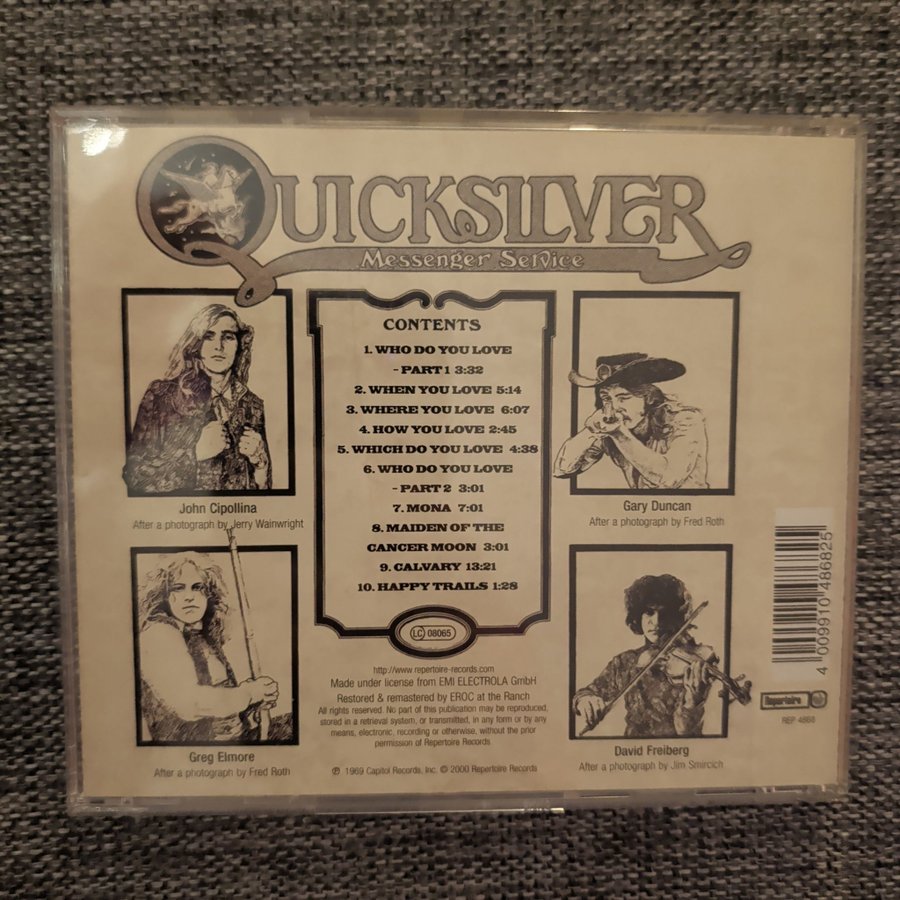 QUICKSILVER
Messenger Service
CONTENTS
1. WHO DO YOU LOVE
- PART 1 3:32
2. WHEN YOU LOVE 5:14
3. WHERE YOU LOVE 6:07
4. HOW YOU LOVE 2:45
5. WHICH DO YOU LOVE 4:38
6. WHO DO YOU LOVE
- PART 2 3:01
7. MONA 7:01
8. MAIDEN OF THE
CANCER MOON 3:01
9. CALVARY 13:21
10. HAPPY TRAILS 1:28
LC 08065
John Cipollina
After a photograph by Jerry Wainwright
Gary Duncan
After a photograph by Fred Roth
Greg Elmore
After a photograph by Fred Roth
David Freiberg
After a photograph by Jim Smircich
http://www.repertoire-records.com
Made under license from EMI ELECTROLA GmbH
Restored & remastered by EROC at the Ranch
All rights reserved. No part of this publication may be reproduced,
stored in a retrieval system, or transmitted, in any form or by any
means, electronic, recording or otherwise, without the prior
permission of Repertoire Records
℗ 1969 Capitol Records, Inc. © 2000 Repertoire Records
4 009910 486825
Repertoire
REP 4868